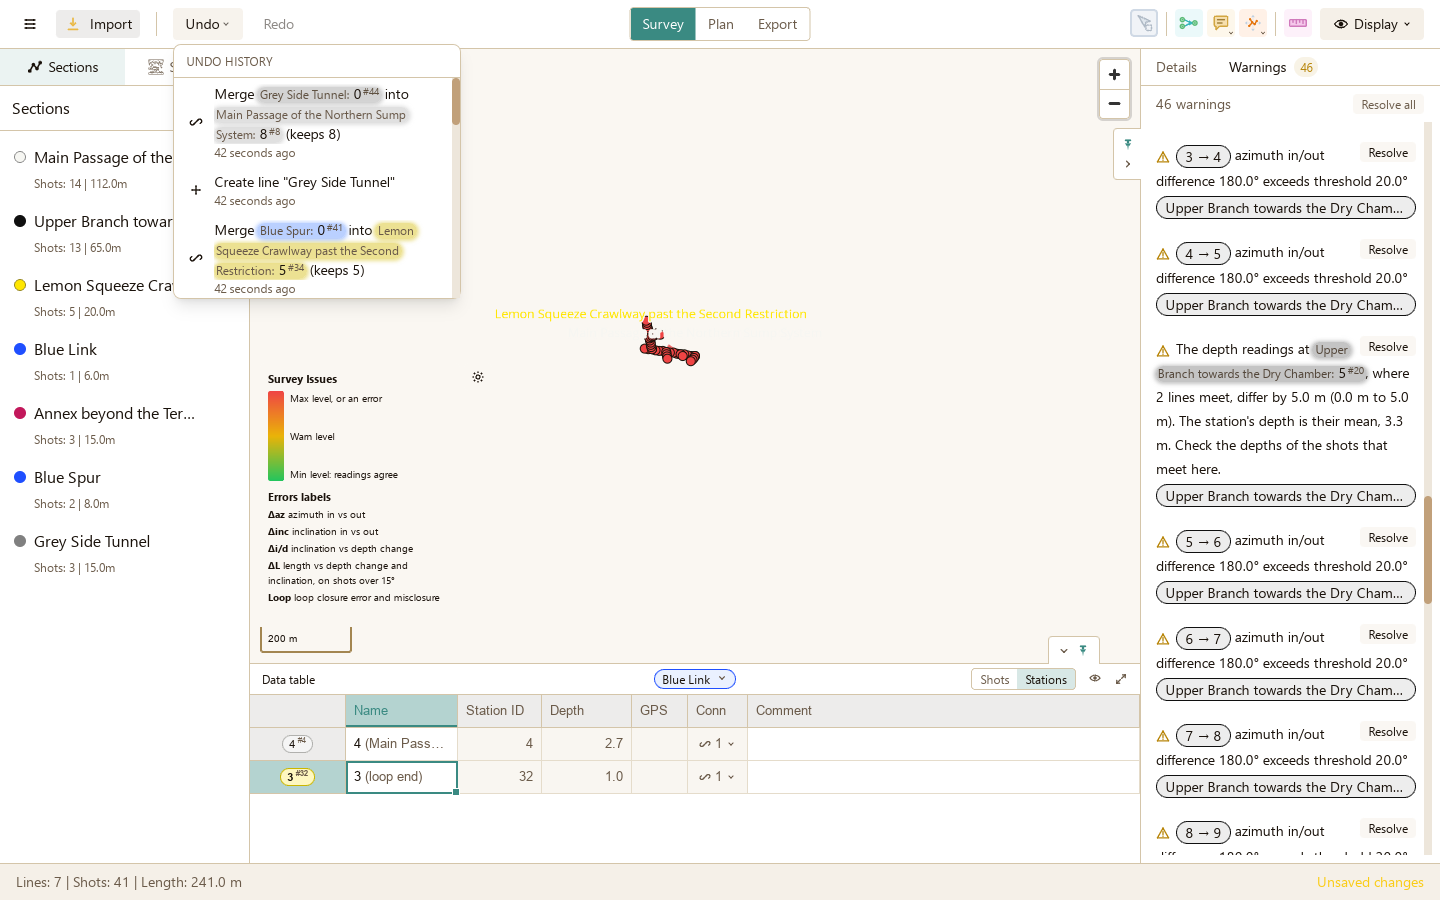 Import
Undo
Redo
Survey
Plan
Export
Display
Sections
S
UNDO HISTORY
Merge Grey Side Tunnel: 0 #44 into
Main Passage of the Northern Sump
System: 8 #8 (keeps 8)
42 seconds ago
Create line "Grey Side Tunnel"
42 seconds ago
Merge Blue Spur: 0 #41 into Lemon
Squeeze Crawlway past the Second
Restriction: 5 #34 (keeps 5)
42 seconds ago
Sections
Main Passage of the
Shots: 14 | 112.0m
Upper Branch towar
Shots: 13 | 65.0m
Lemon Squeeze Cra
Shots: 5 | 20.0m
Blue Link
Shots: 1 | 6.0m
Annex beyond the Ter...
Shots: 3 | 15.0m
Blue Spur
Shots: 2 | 8.0m
Grey Side Tunnel
Shots: 3 | 15.0m
Lemon Squeeze Crawlway past the Second Restriction
Survey Issues
Max level, or an error
Warn level
Min level: readings agree
Errors labels
Δaz azimuth in vs out
Δinc inclination in vs out
Δi/d inclination vs depth change
ΔL length vs depth change and
inclination, on shots over 15°
Loop loop closure error and misclosure
200 m
Data table
Blue Link
Shots
Stations
Name
Station ID
Depth
GPS
Conn
Comment
4 #4
4 (Main Pass...
4
2.7
1
3 #32
3 (loop end)
32
1.0
1
Details
Warnings 46
46 warnings
Resolve all
3 → 4 azimuth in/out
Resolve
difference 180.0° exceeds threshold 20.0°
Upper Branch towards the Dry Cham...
4 → 5 azimuth in/out
Resolve
difference 180.0° exceeds threshold 20.0°
Upper Branch towards the Dry Cham...
The depth readings at Upper
Resolve
Branch towards the Dry Chamber: 5 #20, where
2 lines meet, differ by 5.0 m (0.0 m to 5.0
m). The station's depth is their mean, 3.3
m. Check the depths of the shots that
meet here.
Upper Branch towards the Dry Cham...
5 → 6 azimuth in/out
Resolve
difference 180.0° exceeds threshold 20.0°
Upper Branch towards the Dry Cham...
6 → 7 azimuth in/out
Resolve
difference 180.0° exceeds threshold 20.0°
Upper Branch towards the Dry Cham...
7 → 8 azimuth in/out
Resolve
difference 180.0° exceeds threshold 20.0°
Upper Branch towards the Dry Cham...
8 → 9 azimuth in/out
Resolve
difference 180.0° exceeds threshold 20.0°
Lines: 7 | Shots: 41 | Length: 241.0 m
Unsaved changes